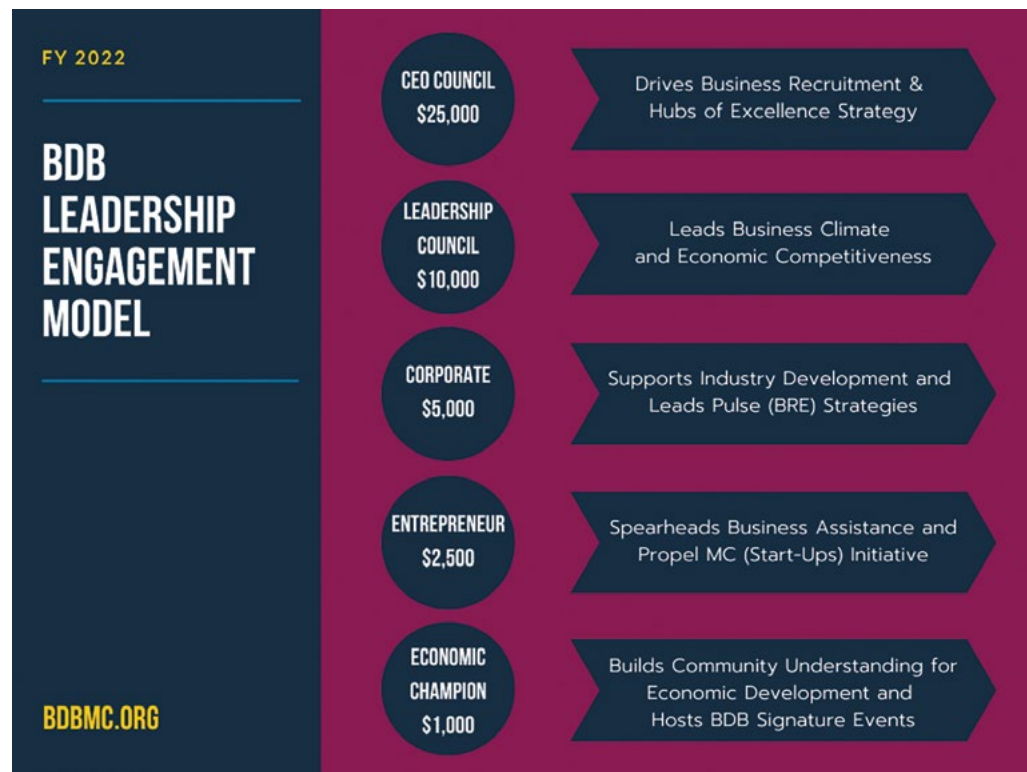 FY 2022
BDB
LEADERSHIP
ENGAGEMENT
MODEL
BDBMC.ORG
CEO COUNCIL
$25,000
Drives Business Recruitment &
Hubs of Excellence Strategy
LEADERSHIP
COUNCIL
$10,000
Leads Business Climate
and Economic Competitiveness
CORPORATE
$5,000
Supports Industry Development and
Leads Pulse (BRE) Strategies
ENTREPRENEUR
$2,500
Spearheads Business Assistance and
Propel MC (Start-Ups) Initiative
ECONOMIC
CHAMPION
$1,000
Builds Community Understanding for
Economic Development and
Hosts BDB Signature Events